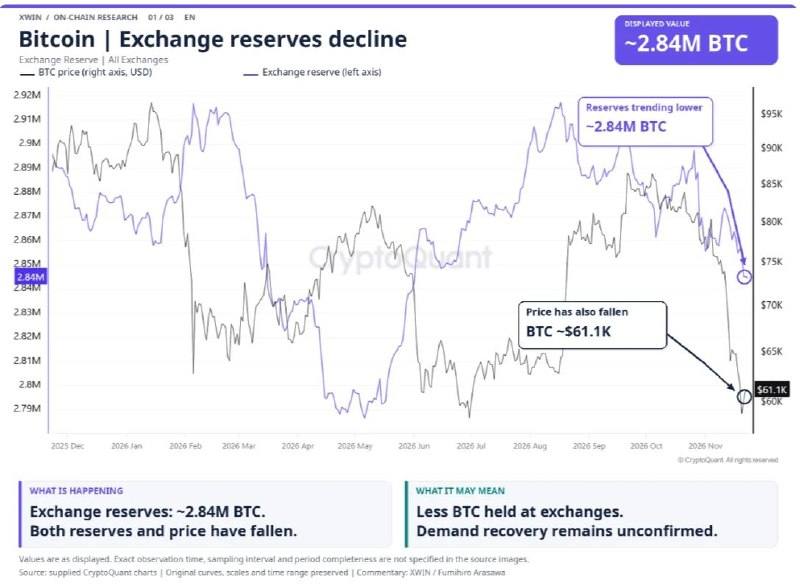 XWIN / ON-CHAIN RESEARCH 01 / 03 EN
Bitcoin | Exchange reserves decline
Exchange Reserve | All Exchanges
BTC price (right axis, USD) Exchange reserve (left axis)
DISPLAYED VALUE
~2.84M BTC
2.92M
2.91M
2.9M
2.89M
2.88M
2.87M
2.86M
2.85M
2.84M
2.84M
2.83M
2.82M
2.81M
2.8M
2.79M
Reserves trending lower
~2.84M BTC
CryptoQuant
Price has also fallen
BTC ~$61.1K
$95K
$90K
$85K
$80K
$75K
$70K
$65K
$61.1K
$60K
2025 Dec 2026 Jan 2026 Feb 2026 Mar 2026 Apr 2026 May 2026 Jun 2026 Jul 2026 Aug 2026 Sep 2026 Oct 2026 Nov
© CryptoQuant. All rights reserved
WHAT IS HAPPENING
Exchange reserves: ~2.84M BTC.
Both reserves and price have fallen.
WHAT IT MAY MEAN
Less BTC held at exchanges.
Demand recovery remains unconfirmed.
Values are as displayed. Exact observation time, sampling interval and period completeness are not specified in the source images.
Source: supplied CryptoQuant charts | Original curves, scales and time range preserved | Commentary: XWIN / Fumihiro Arasawa